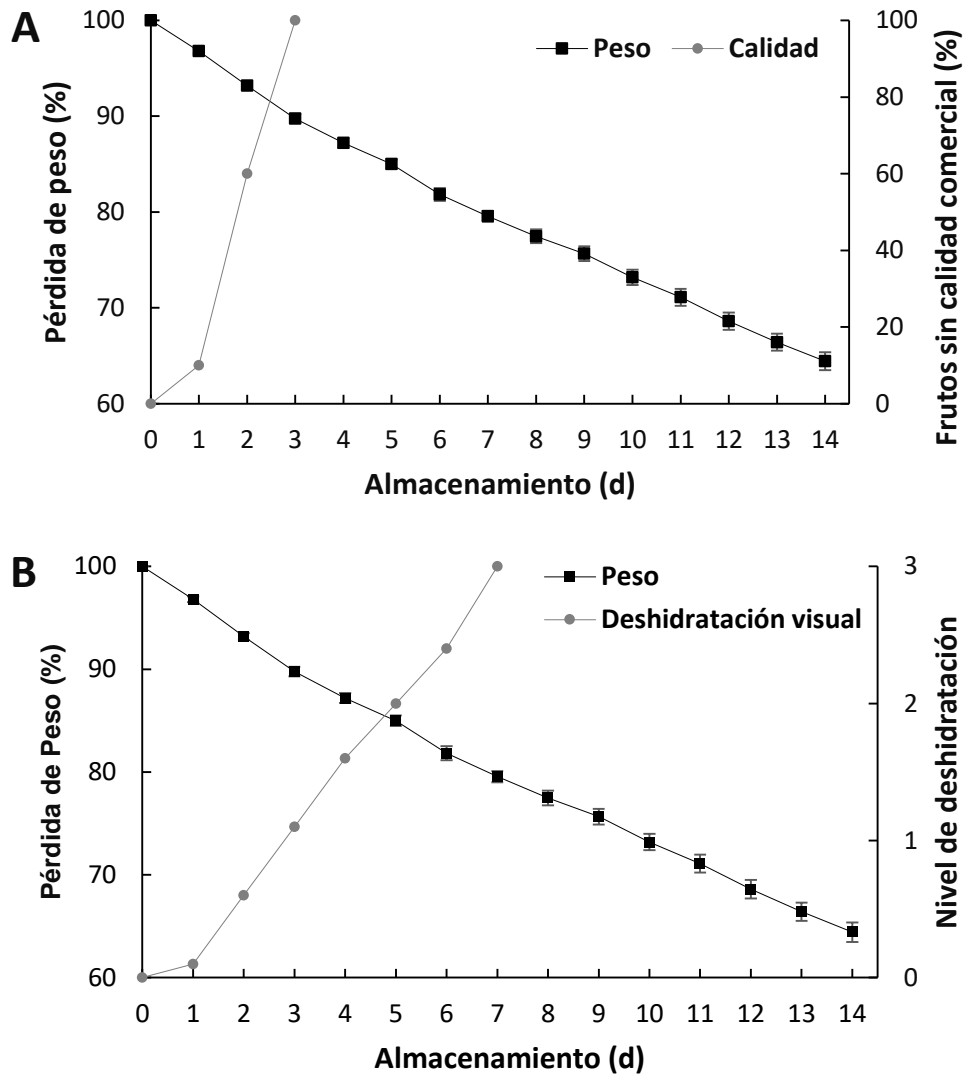 A
Peso
Calidad
Pérdida de peso (%)
100
90
80
70
60
100
80
60
40
20
0
Frutos sin calidad comercial (%)
0 1 2 3 4 5 6 7 8 9 10 11 12 13 14
Almacenamiento (d)
B
Peso
Deshidratación visual
Pérdida de Peso (%)
100
90
80
70
60
3
2
1
0
Nivel de deshidratación
0 1 2 3 4 5 6 7 8 9 10 11 12 13 14
Almacenamiento (d)